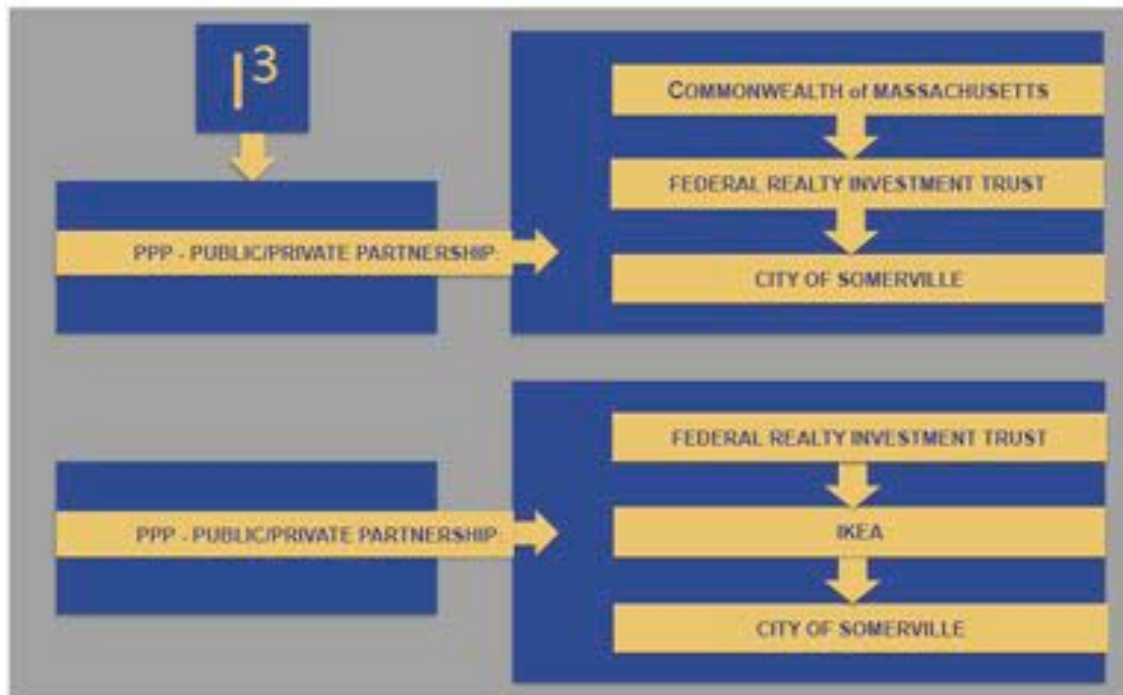 I³
COMMONWEALTH of MASSACHUSETTS
FEDERAL REALTY INVESTMENT TRUST
PPP - PUBLIC/PRIVATE PARTNERSHIP
CITY OF SOMERVILLE
FEDERAL REALTY INVESTMENT TRUST
PPP - PUBLIC/PRIVATE PARTNERSHIP
IKEA
CITY OF SOMERVILLE